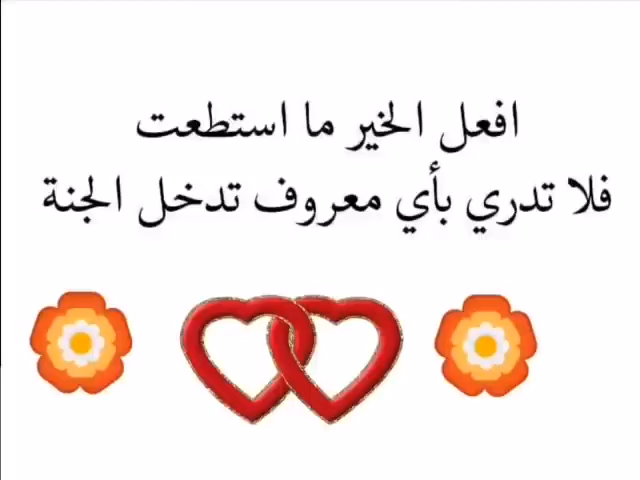 افعل الخير ما استطعت
فلا تدري بأي معروف تدخل الجنة